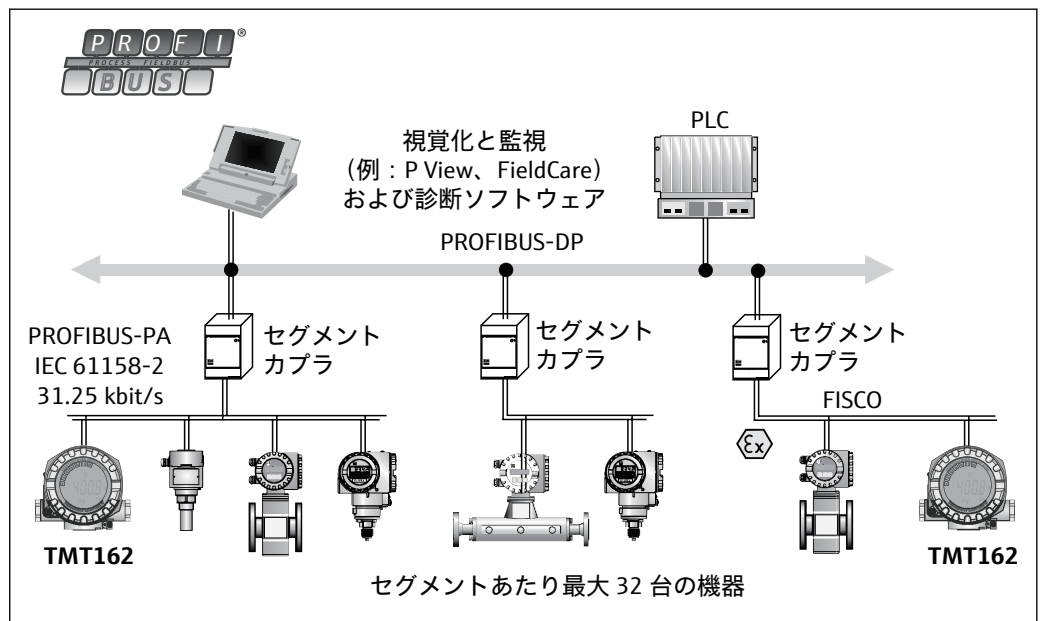 PROFI®
PROCESS FIELDBUS
BUS
視覚化と監視
(例:P View、FieldCare)
および診断ソフトウェア
PLC
PROFIBUS-DP
PROFIBUS-PA
IEC 61158-2
31.25 kbit/s
セグメント
カプラ
セグメント
カプラ
セグメント
カプラ
FISCO
εx
TMT162
TMT162
セグメントあたり最大 32 台の機器